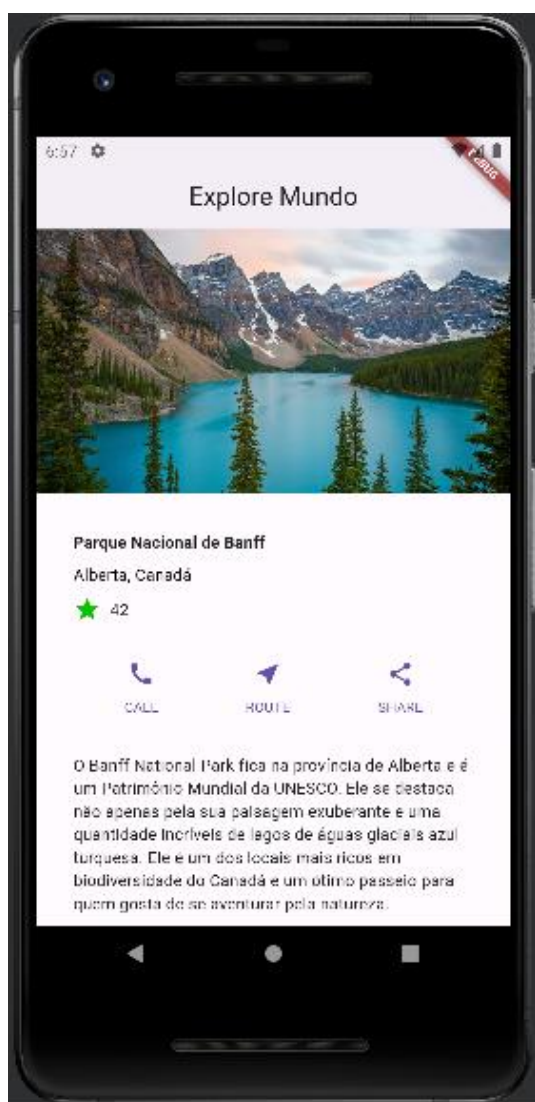 6:57
DEBUG
Explore Mundo
Parque Nacional de Banff
Alberta, Canadá
42
CALL
ROUTE
SHARE
O Banff National Park fica na província de Alberta e é
um Patrimônio Mundial da UNESCO. Ele se destaca
não apenas pela sua paisagem exuberante e uma
quantidade incríveis de lagos de águas glaciais azul
turquesa. Ele é um dos locais mais ricos em
biodiversidade do Canadá e um ótimo passeio para
quem gosta de se aventurar pela natureza.